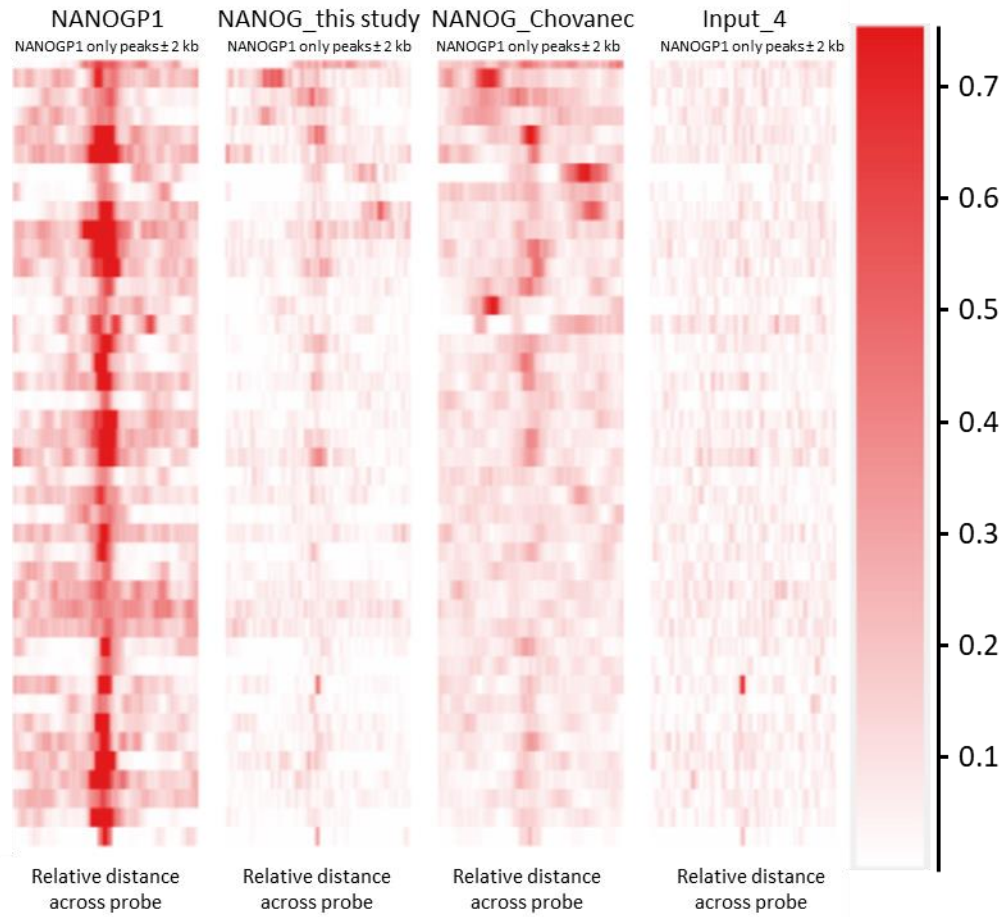 NANOGP1
NANOGP1 only peaks± 2 kb
NANOG_this study
NANOGP1 only peaks± 2 kb
NANOG_Chovanec
NANOGP1 only peaks± 2 kb
Input_4
NANOGP1 only peaks± 2 kb
0.7
0.6
0.5
0.4
0.3
0.2
0.1
Relative distance
across probe
Relative distance
across probe
Relative distance
across probe
Relative distance
across probe